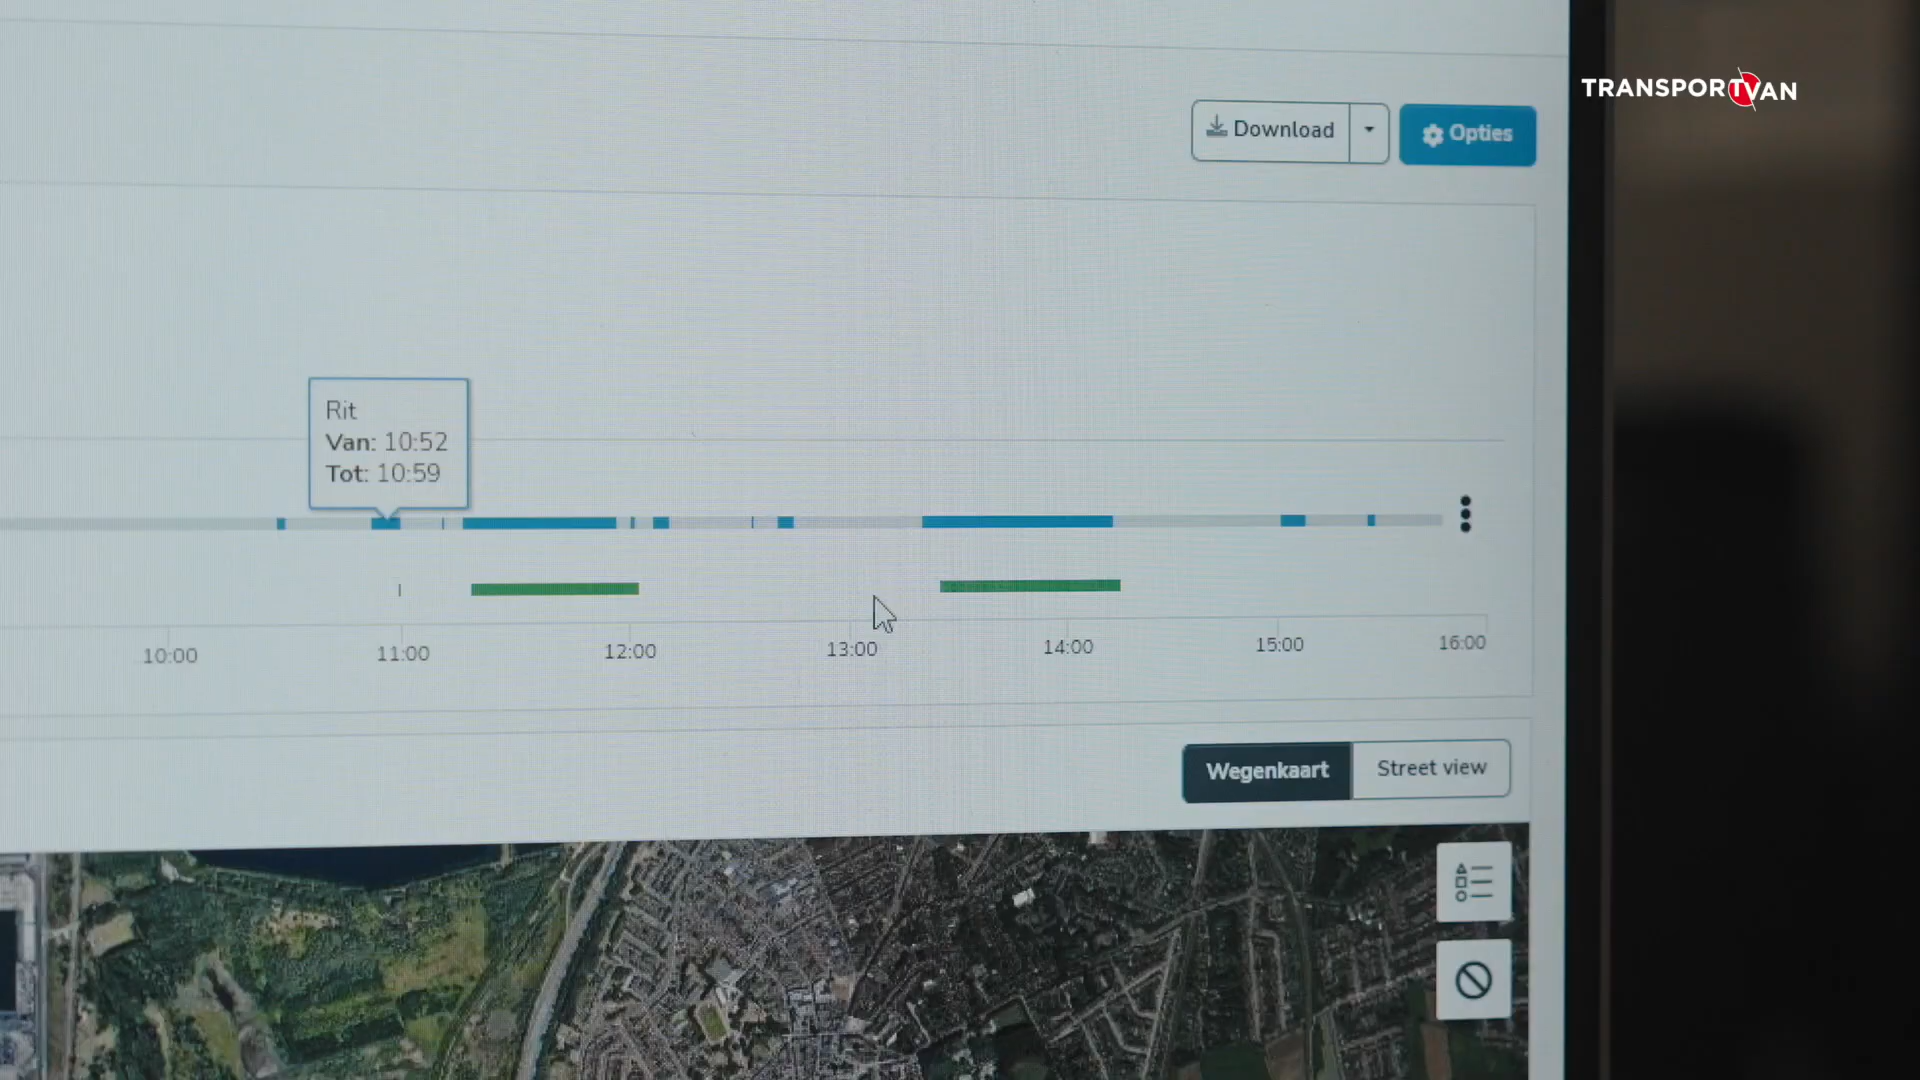 TRANSPORTVAN
Download
Opties
Rit
Van: 10:52
Tot: 10:59
10:00 11:00 12:00 13:00 14:00 15:00 16:00
Wegenkaart Street view